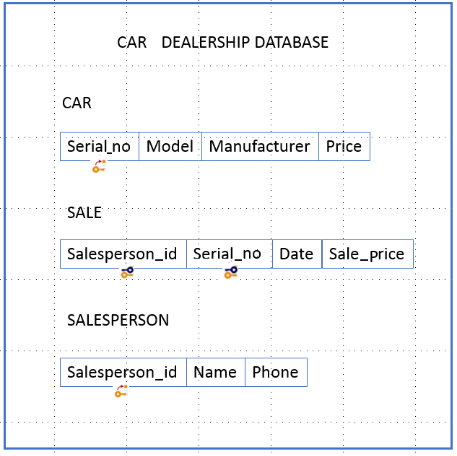 CAR DEALERSHIP DATABASE
CAR
Serial_no Model Manufacturer Price
SALE
Salesperson_id Serial_no Date Sale_price
SALESPERSON
Salesperson_id Name Phone